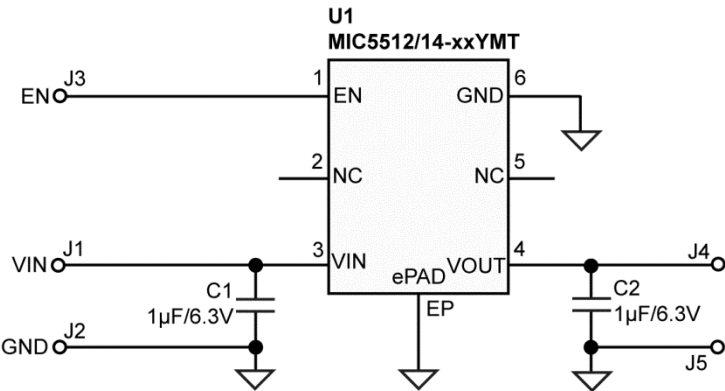 U1
MIC5512/14-xxYMT
J3
EN
1
EN
GND
6
2
NC
NC
5
J1
VIN
3
VIN
VOUT
4
J4
ePAD
C1
1µF/6.3V
EP
C2
1µF/6.3V
J2
GND
J5